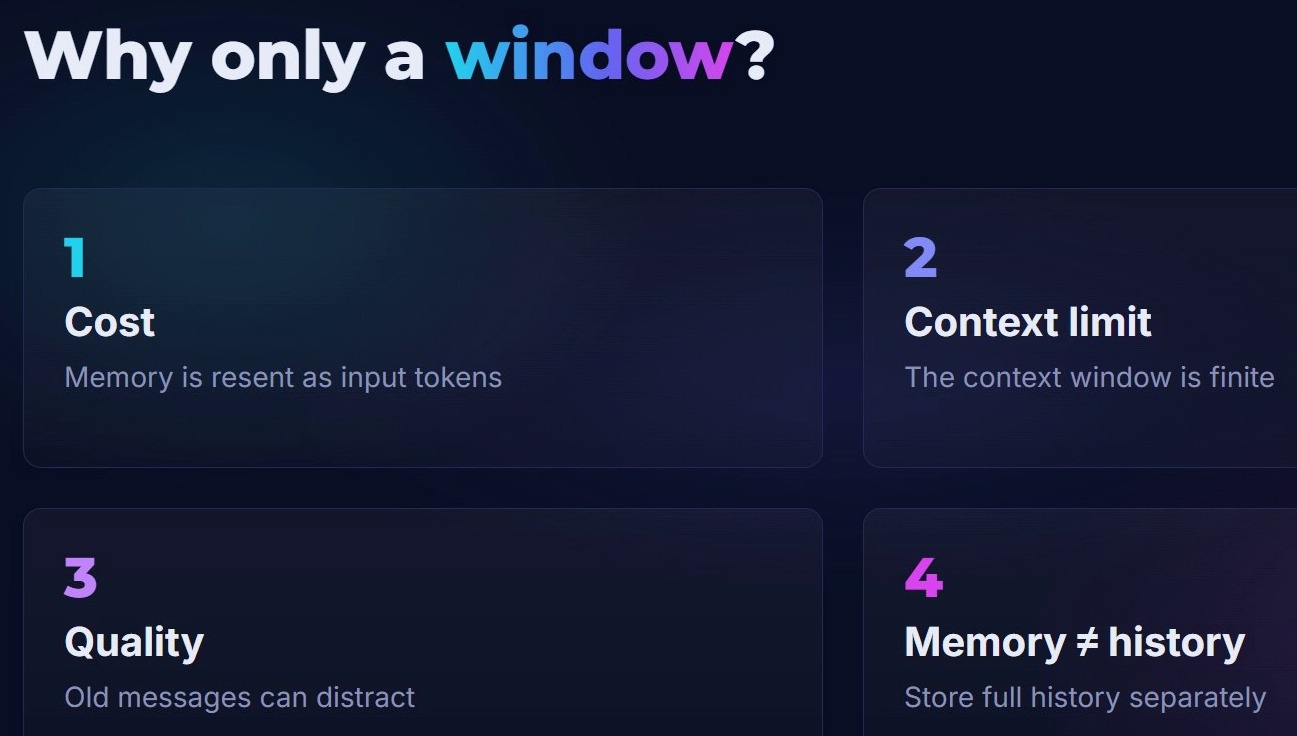 Why only a window?
1
Cost
Memory is resent as input tokens
2
Context limit
The context window is finite
3
Quality
Old messages can distract
4
Memory ≠ history
Store full history separately